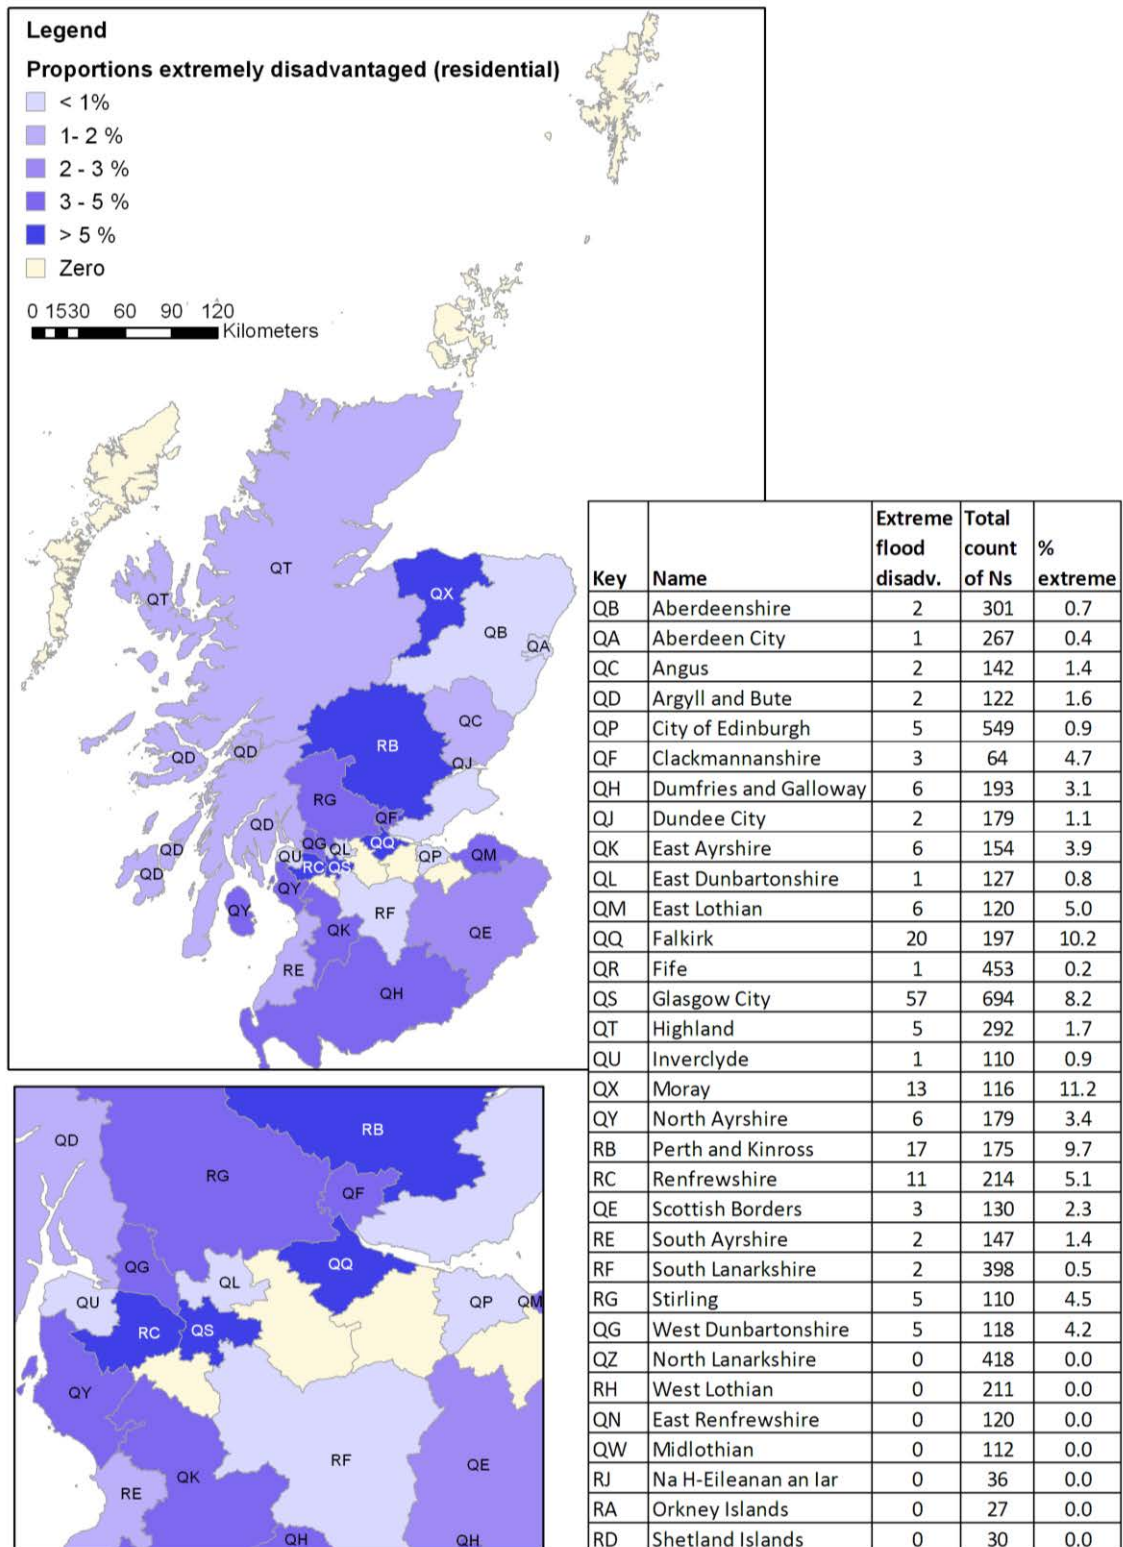 Legend
Proportions extremely disadvantaged (residential)
< 1%
1- 2 %
2 - 3 %
3 - 5 %
> 5 %
Zero
0 1530 60 90 120
Kilometers
QT
QT
QX
QB
QA
QC
RB
QJ
QD
QD
RG
QF
QD
QG
QL
QQ
QU
QP
QM
RC
QS
QD
QD
QY
QY
RF
QK
QE
RE
QH
Key Name Extreme flood disadv. Total count of Ns % extreme
QB Aberdeenshire 2 301 0.7
QA Aberdeen City 1 267 0.4
QC Angus 2 142 1.4
QD Argyll and Bute 2 122 1.6
QP City of Edinburgh 5 549 0.9
QF Clackmannanshire 3 64 4.7
QH Dumfries and Galloway 6 193 3.1
QJ Dundee City 2 179 1.1
QK East Ayrshire 6 154 3.9
QL East Dunbartonshire 1 127 0.8
QM East Lothian 6 120 5.0
QQ Falkirk 20 197 10.2
QR Fife 1 453 0.2
QS Glasgow City 57 694 8.2
QT Highland 5 292 1.7
QU Inverclyde 1 110 0.9
QX Moray 13 116 11.2
QY North Ayrshire 6 179 3.4
RB Perth and Kinross 17 175 9.7
RC Renfrewshire 11 214 5.1
QE Scottish Borders 3 130 2.3
RE South Ayrshire 2 147 1.4
RF South Lanarkshire 2 398 0.5
RG Stirling 5 110 4.5
QG West Dunbartonshire 5 118 4.2
QZ North Lanarkshire 0 418 0.0
RH West Lothian 0 211 0.0
QN East Renfrewshire 0 120 0.0
QW Midlothian 0 112 0.0
RJ Na H-Eileanan an Iar 0 36 0.0
RA Orkney Islands 0 27 0.0
RD Shetland Islands 0 30 0.0
RB
QD
RG
QF
QG
QQ
QL
QU
QP
QM
RC
QS
QY
RF
QE
QK
RE
QH
QH